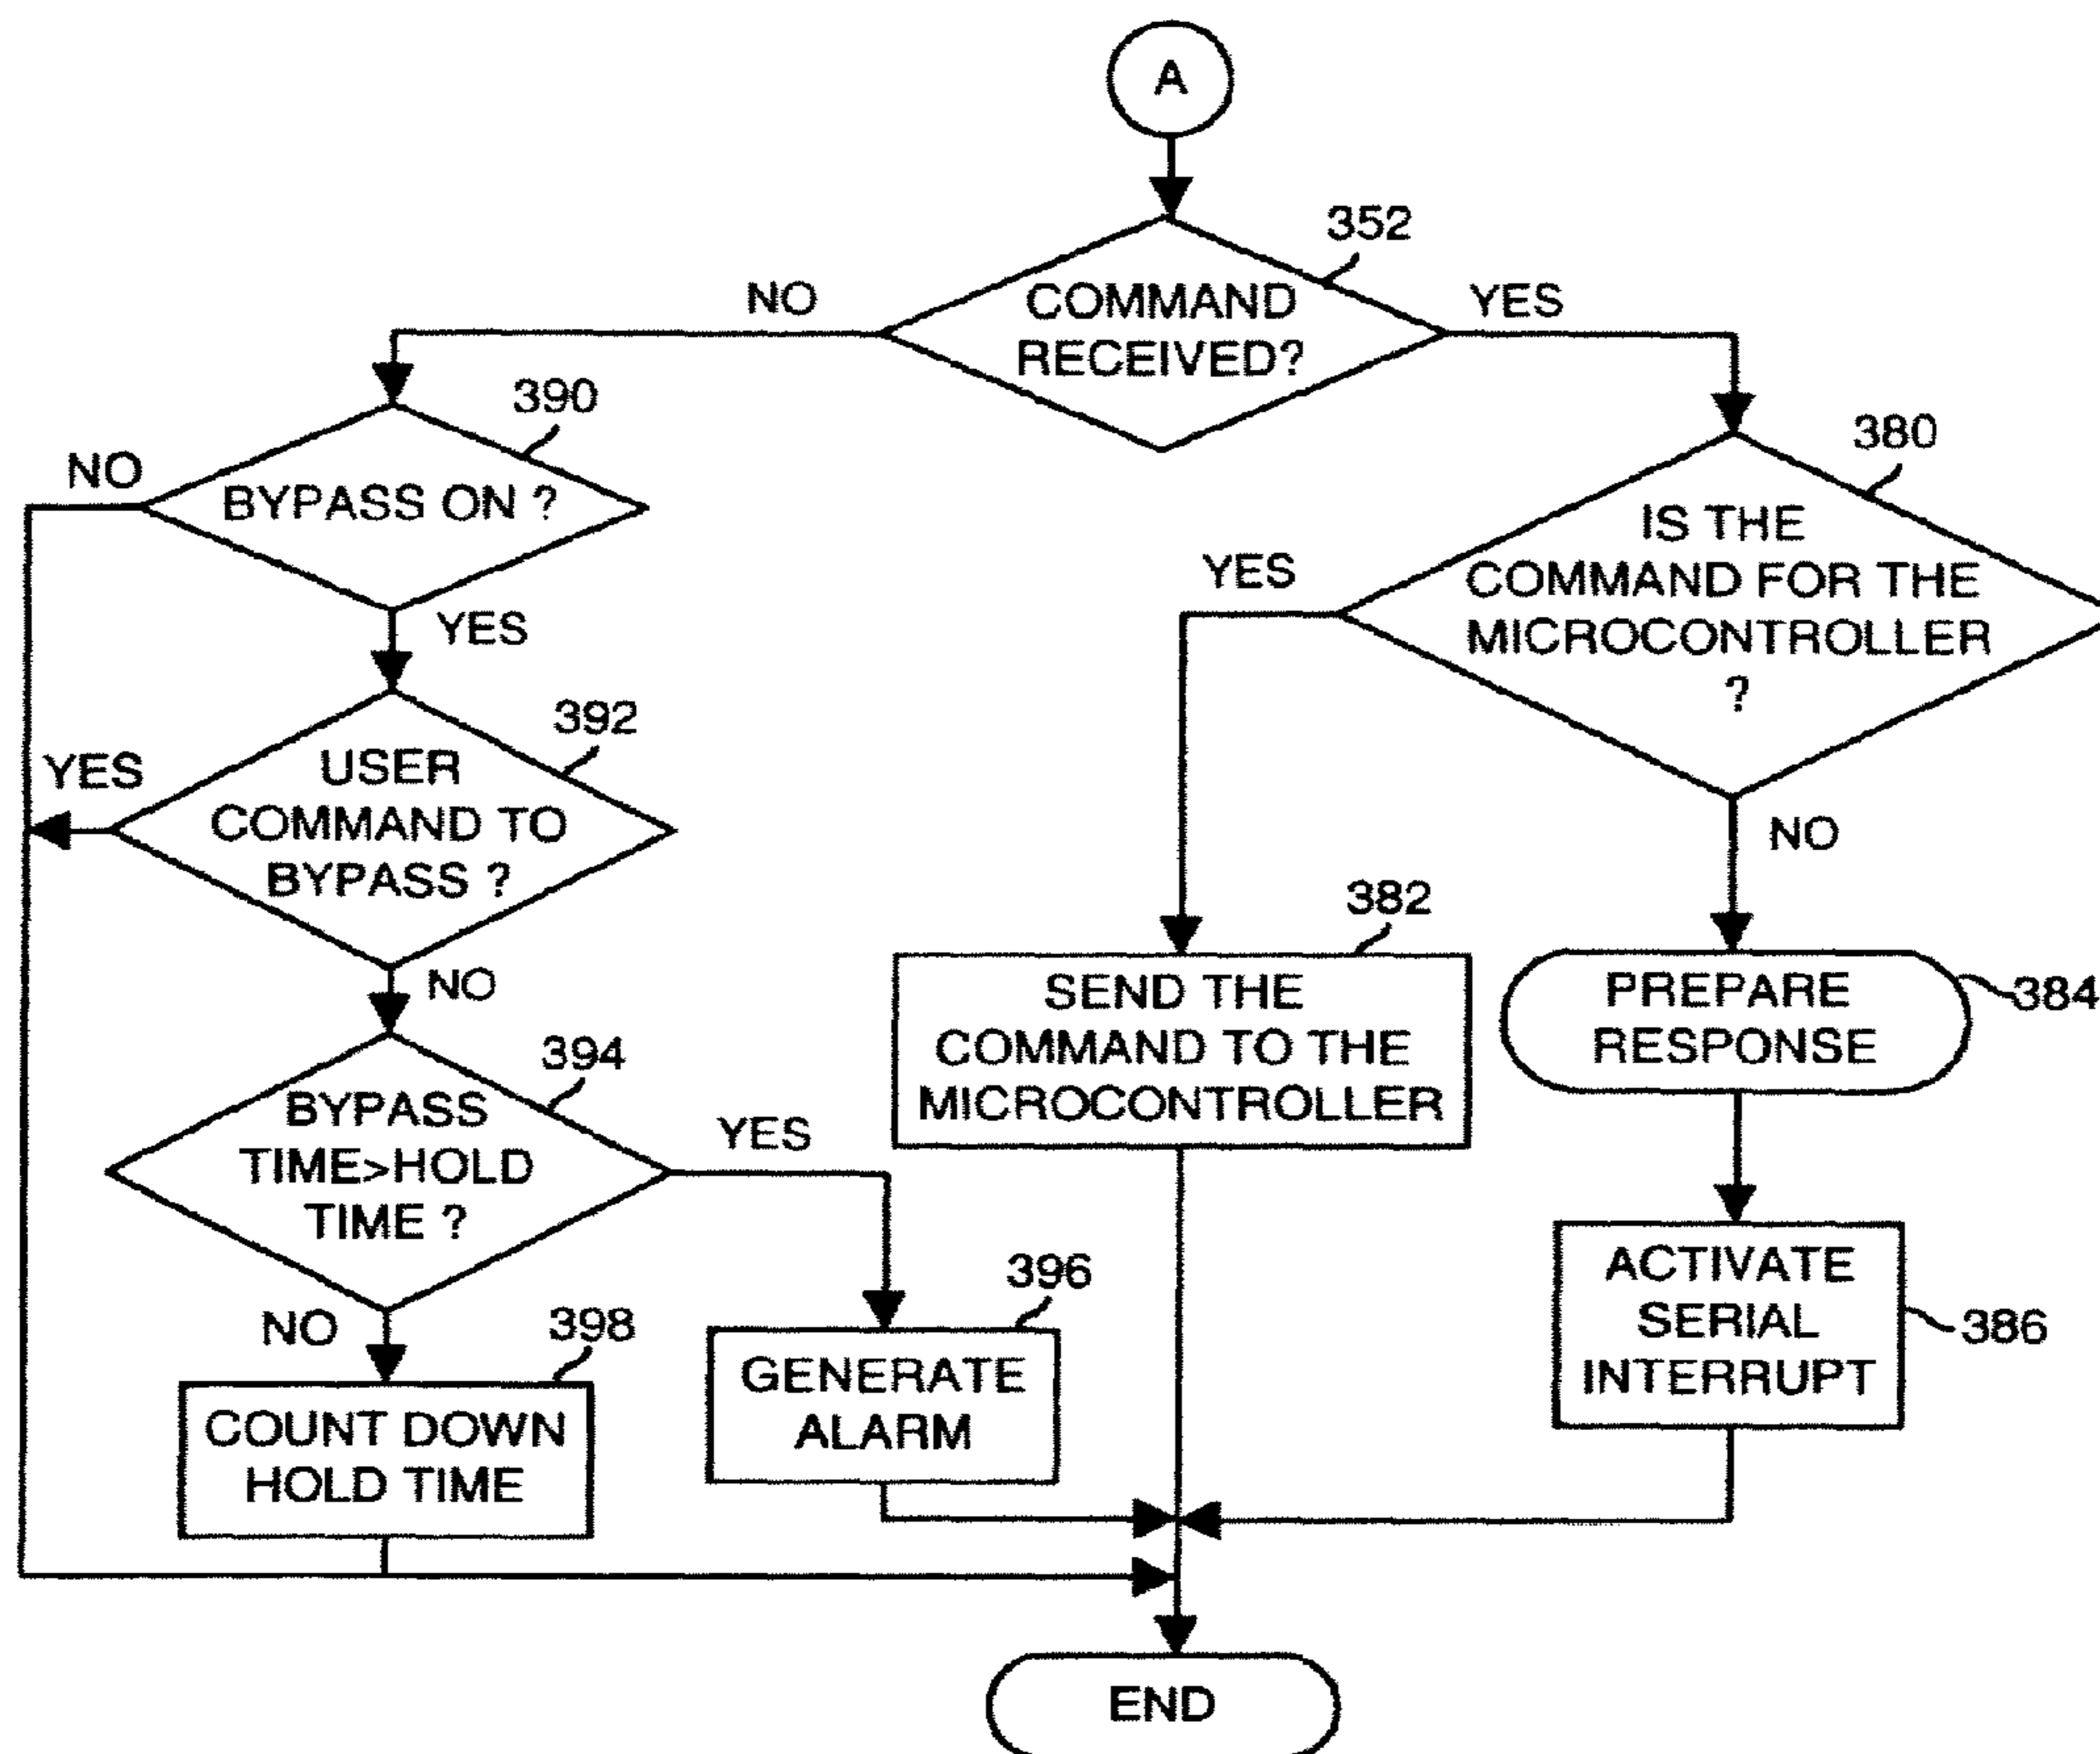 A
352
COMMAND
RECEIVED?
NO
YES
390
BYPASS ON ?
NO
YES
380
IS THE
COMMAND FOR THE
MICROCONTROLLER
?
YES
NO
392
USER
COMMAND TO
BYPASS ?
YES
NO
382
SEND THE
COMMAND TO THE
MICROCONTROLLER
PREPARE
RESPONSE
384
394
BYPASS
TIME>HOLD
TIME ?
YES
NO
396
GENERATE
ALARM
ACTIVATE
SERIAL
INTERRUPT
386
398
COUNT DOWN
HOLD TIME
END